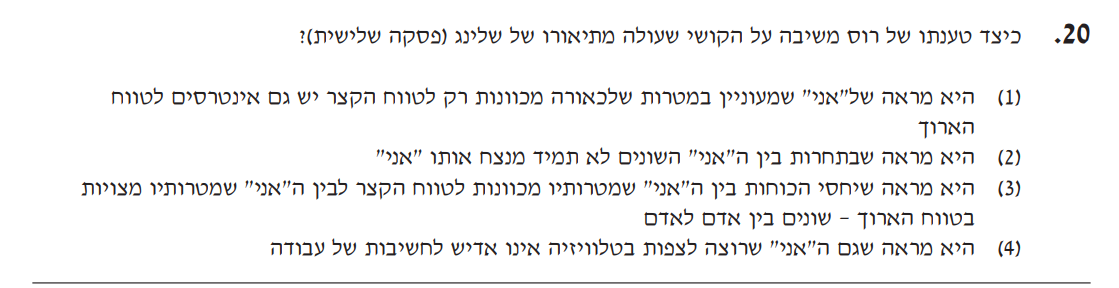 20. כיצד טענתו של רוס משיבה על הקושי שעולה מתיאורו של שלינג (פסקה שלישית)?
(1) היא מראה של"אני" שמעוניין במטרות שלכאורה מכוונות רק לטווח הקצר יש גם אינטרסים לטווח
הארוך
(2) היא מראה שבתחרות בין ה"אני" השונים לא תמיד מנצח אותו "אני"
(3) היא מראה שיחסי הכוחות בין ה"אני" שמטרותיו מכוונות לטווח הקצר לבין ה"אני" שמטרותיו מצויות
בטווח הארוך - שונים בין אדם לאדם
(4) היא מראה שגם ה"אני" שרוצה לצפות בטלוויזיה אינו אדיש לחשיבות של עבודה